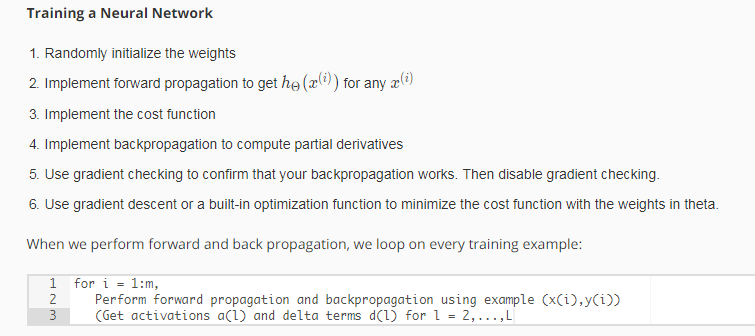 Training a Neural Network
1. Randomly initialize the weights
2. Implement forward propagation to get hΘ(x(i)) for any x(i)
3. Implement the cost function
4. Implement backpropagation to compute partial derivatives
5. Use gradient checking to confirm that your backpropagation works. Then disable gradient checking.
6. Use gradient descent or a built-in optimization function to minimize the cost function with the weights in theta.
When we perform forward and back propagation, we loop on every training example:
1 for i = 1:m,
2 Perform forward propagation and backpropagation using example (x(i),y(i))
3 (Get activations a(l) and delta terms d(l) for l = 2,...,L